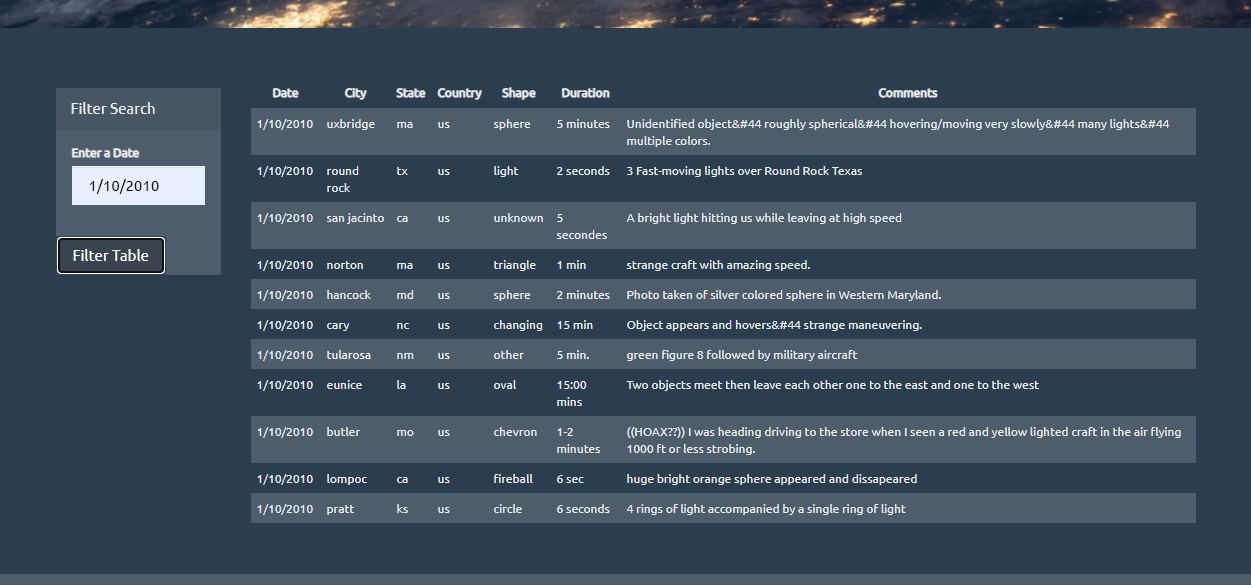 Filter Search
Enter a Date
1/10/2010
Filter Table
Date City State Country Shape Duration Comments
1/10/2010 uxbridge ma us sphere 5 minutes Unidentified object&#44 roughly spherical&#44 hovering/moving very slowly&#44 many lights&#44
multiple colors.
1/10/2010 round tx us light 2 seconds 3 Fast-moving lights over Round Rock Texas
rock
1/10/2010 san jacinto ca us unknown 5 A bright light hitting us while leaving at high speed
secondes
1/10/2010 norton ma us triangle 1 min strange craft with amazing speed.
1/10/2010 hancock md us sphere 2 minutes Photo taken of silver colored sphere in Western Maryland.
1/10/2010 cary nc us changing 15 min Object appears and hovers&#44 strange maneuvering.
1/10/2010 tularosa nm us other 5 min. green figure 8 followed by military aircraft
1/10/2010 eunice la us oval 15:00 Two objects meet then leave each other one to the east and one to the west
mins
1/10/2010 butler mo us chevron 1-2 ((HOAX??)) I was heading driving to the store when I seen a red and yellow lighted craft in the air flying
minutes 1000 ft or less strobing.
1/10/2010 lompoc ca us fireball 6 sec huge bright orange sphere appeared and dissapeared
1/10/2010 pratt ks us circle 6 seconds 4 rings of light accompanied by a single ring of light